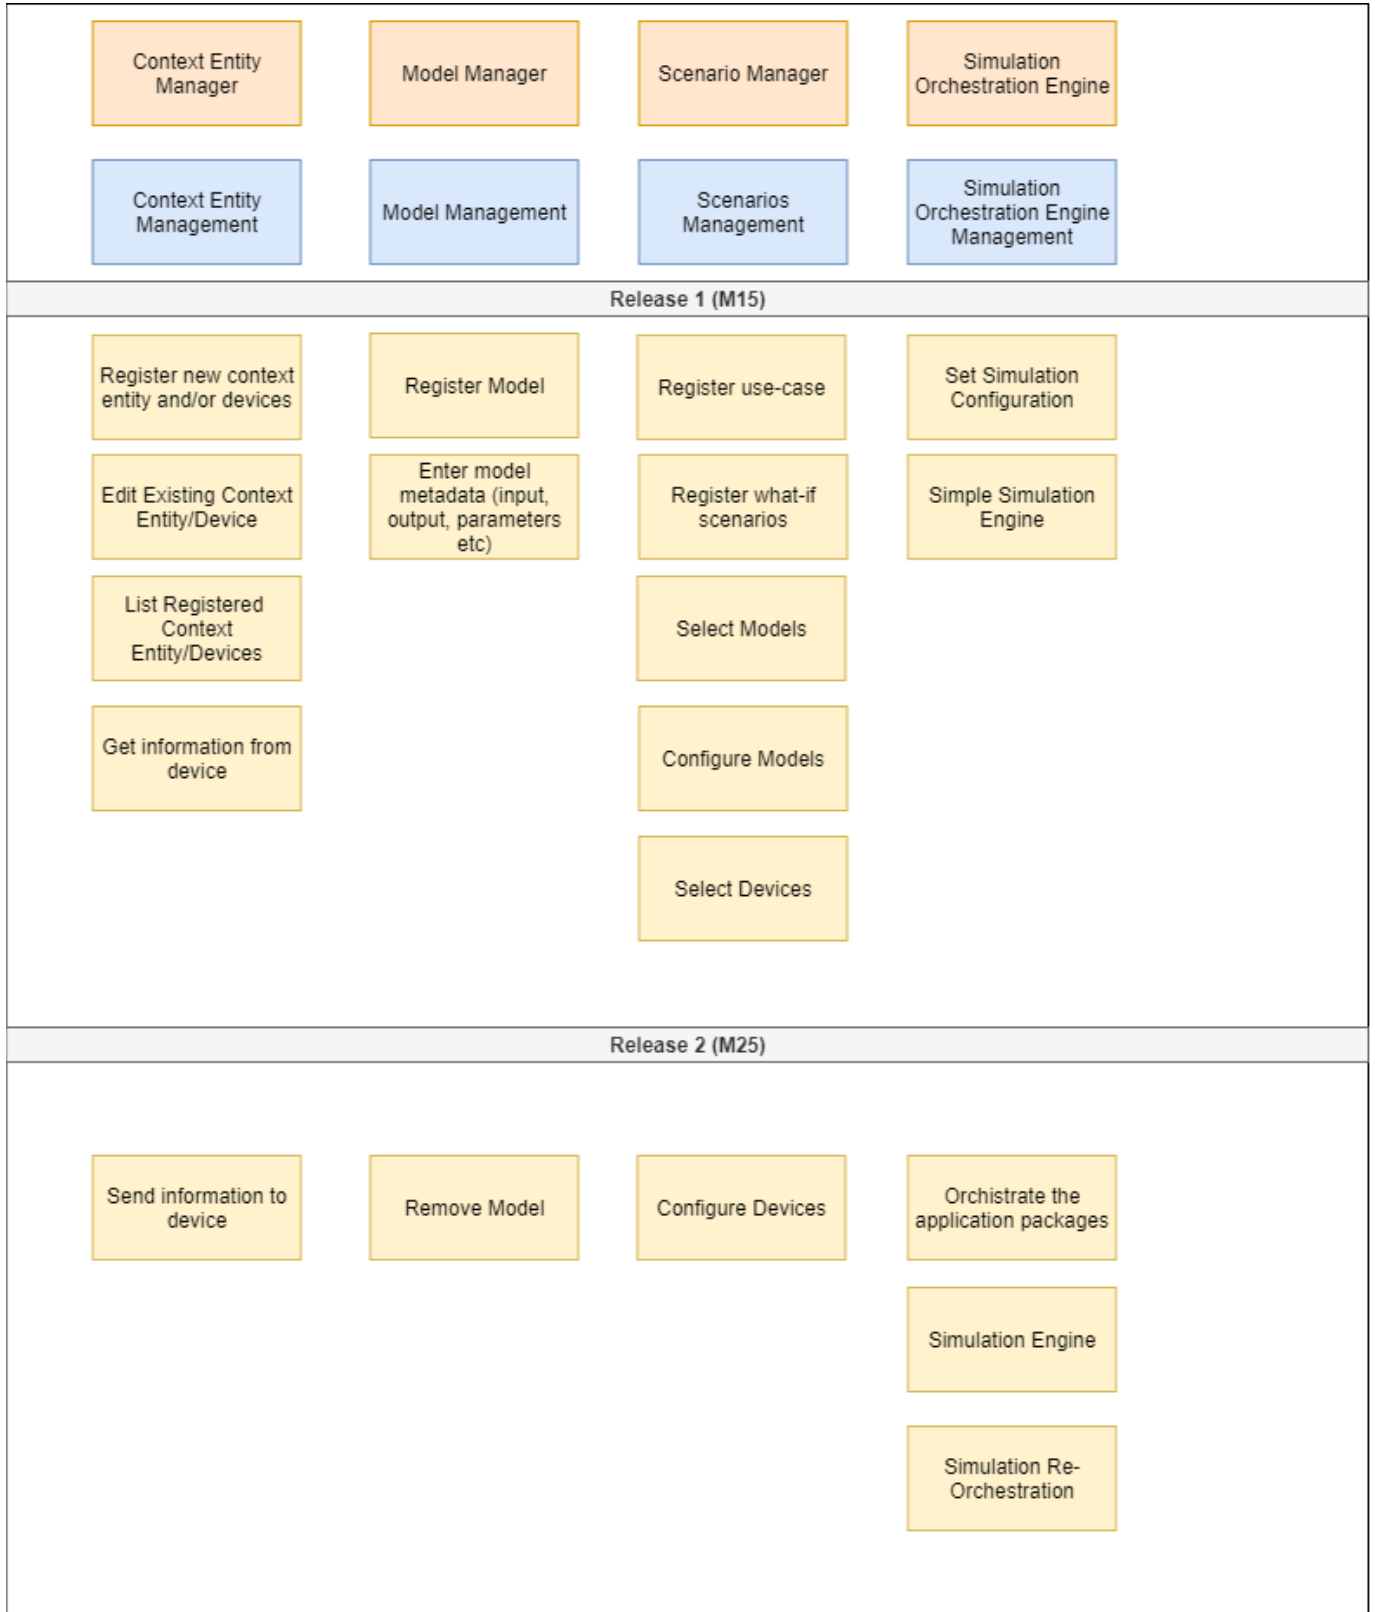 Context Entity
Manager
Model Manager
Scenario Manager
Simulation
Orchestration Engine
Context Entity
Management
Model Management
Scenarios
Management
Simulation
Orchestration Engine
Management
Release 1 (M15)
Register new context
entity and/or devices
Register Model
Register use-case
Set Simulation
Configuration
Edit Existing Context
Entity/Device
Enter model
metadata (input,
output, parameters
etc)
Register what-if
scenarios
Simple Simulation
Engine
List Registered
Context
Entity/Devices
Select Models
Get information from
device
Configure Models
Select Devices
Release 2 (M25)
Send information to
device
Remove Model
Configure Devices
Orchistrate the
application packages
Simulation Engine
Simulation Re-
Orchestration